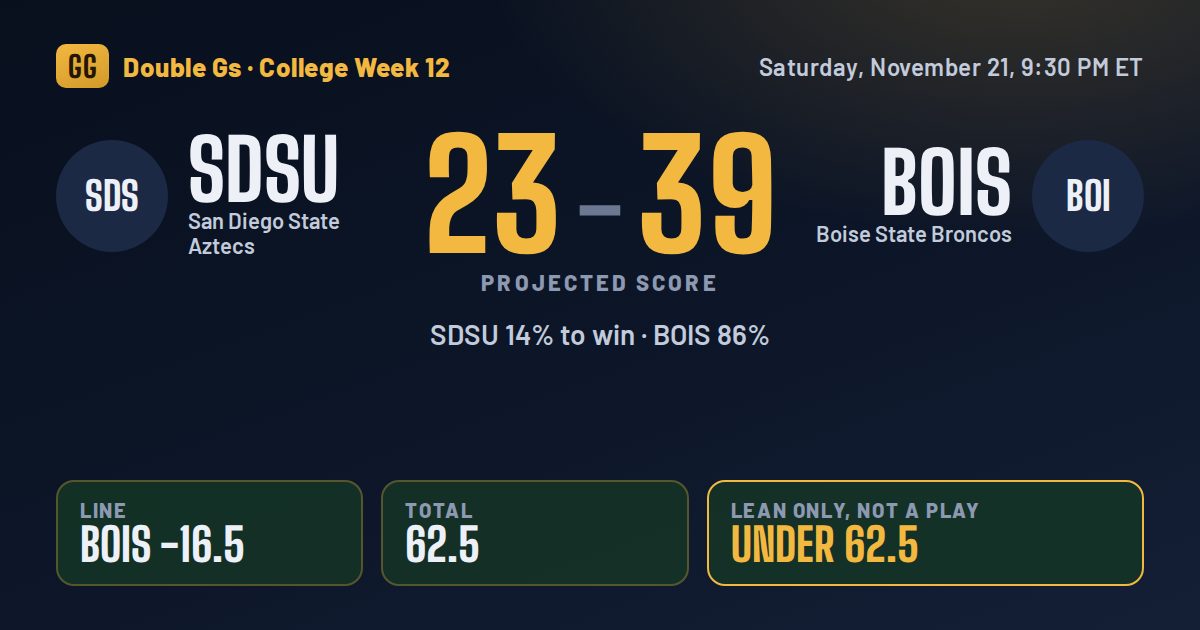 GG
Double Gs · College Week 12
Saturday, November 21, 9:30 PM ET
SDS
SDSU
San Diego State
Aztecs
23 – 39
PROJECTED SCORE
SDSU 14% to win · BOIS 86%
BOIS
Boise State Broncos
BOI
LINE
BOIS −16.5
TOTAL
62.5
LEAN ONLY, NOT A PLAY
UNDER 62.5